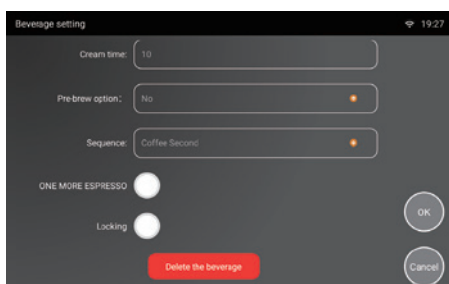 Beverage setting 19:27
Cream time: 10
Pre-brew option: No
Sequence: Coffee Second
ONE MORE ESPRESSO
Locking
OK
Delete the beverage
Cancel